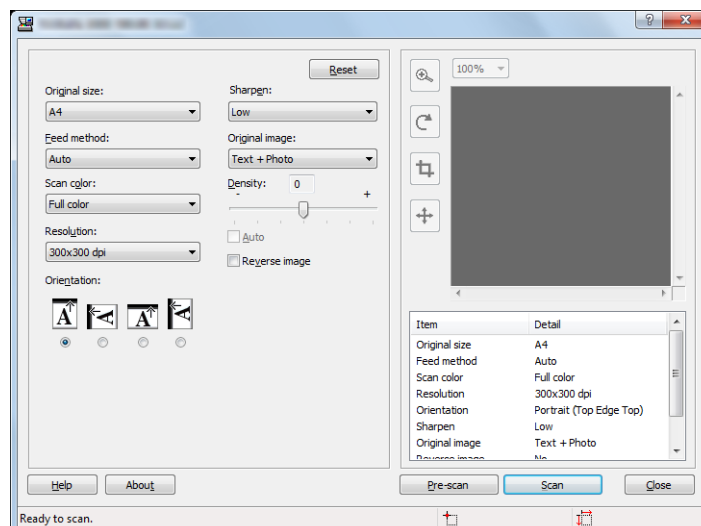 Reset
Original size:
A4
Feed method:
Auto
Scan color:
Full color
Resolution:
300x300 dpi
Orientation:
A A A A
Sharpen:
Low
Original image:
Text + Photo
Density: 0
- +
Auto
Reverse image
100%
Item Detail
Original size A4
Feed method Auto
Scan color Full color
Resolution 300x300 dpi
Orientation Portrait (Top Edge Top)
Sharpen Low
Original image Text + Photo
Reverse image No
Help About Pre-scan Scan Close
Ready to scan.